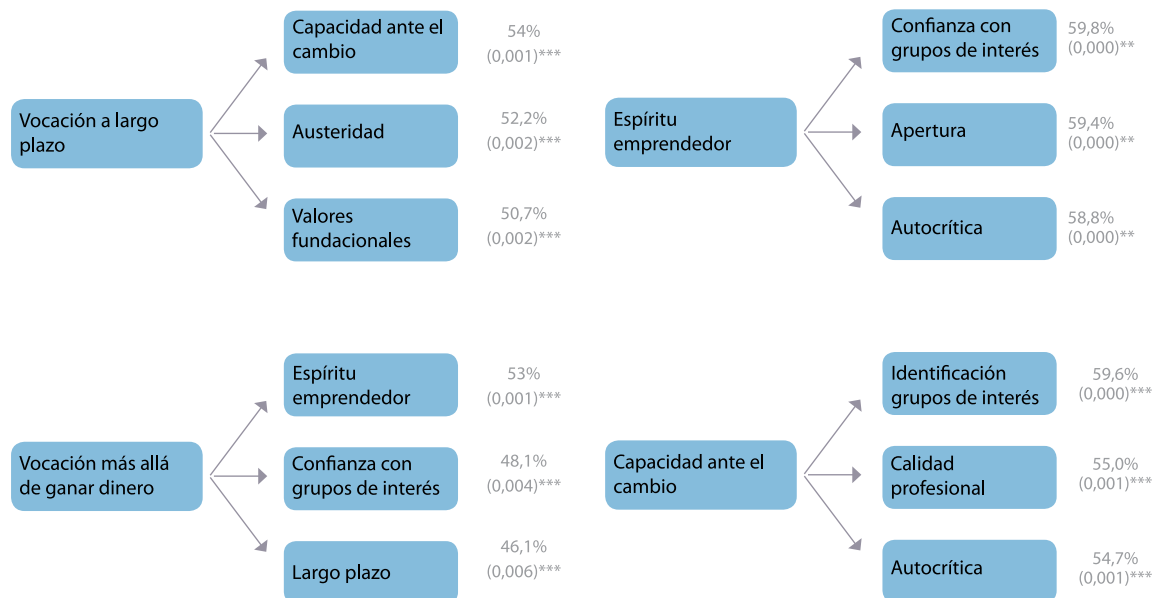 Vocación a largo
plazo
Capacidad ante el
cambio
54%
(0,001)***
Austeridad
52,2%
(0,002)***
Valores
fundacionales
50,7%
(0,002)***
Espíritu
emprendedor
Confianza con
grupos de interés
59,8%
(0,000)**
Apertura
59,4%
(0,000)**
Autocrítica
58,8%
(0,000)**
Vocación más allá
de ganar dinero
Espíritu
emprendedor
53%
(0,001)***
Confianza con
grupos de interés
48,1%
(0,004)***
Largo plazo
46,1%
(0,006)***
Capacidad ante el
cambio
Identificación
grupos de interés
59,6%
(0,000)***
Calidad
profesional
55,0%
(0,001)***
Autocrítica
54,7%
(0,001)***